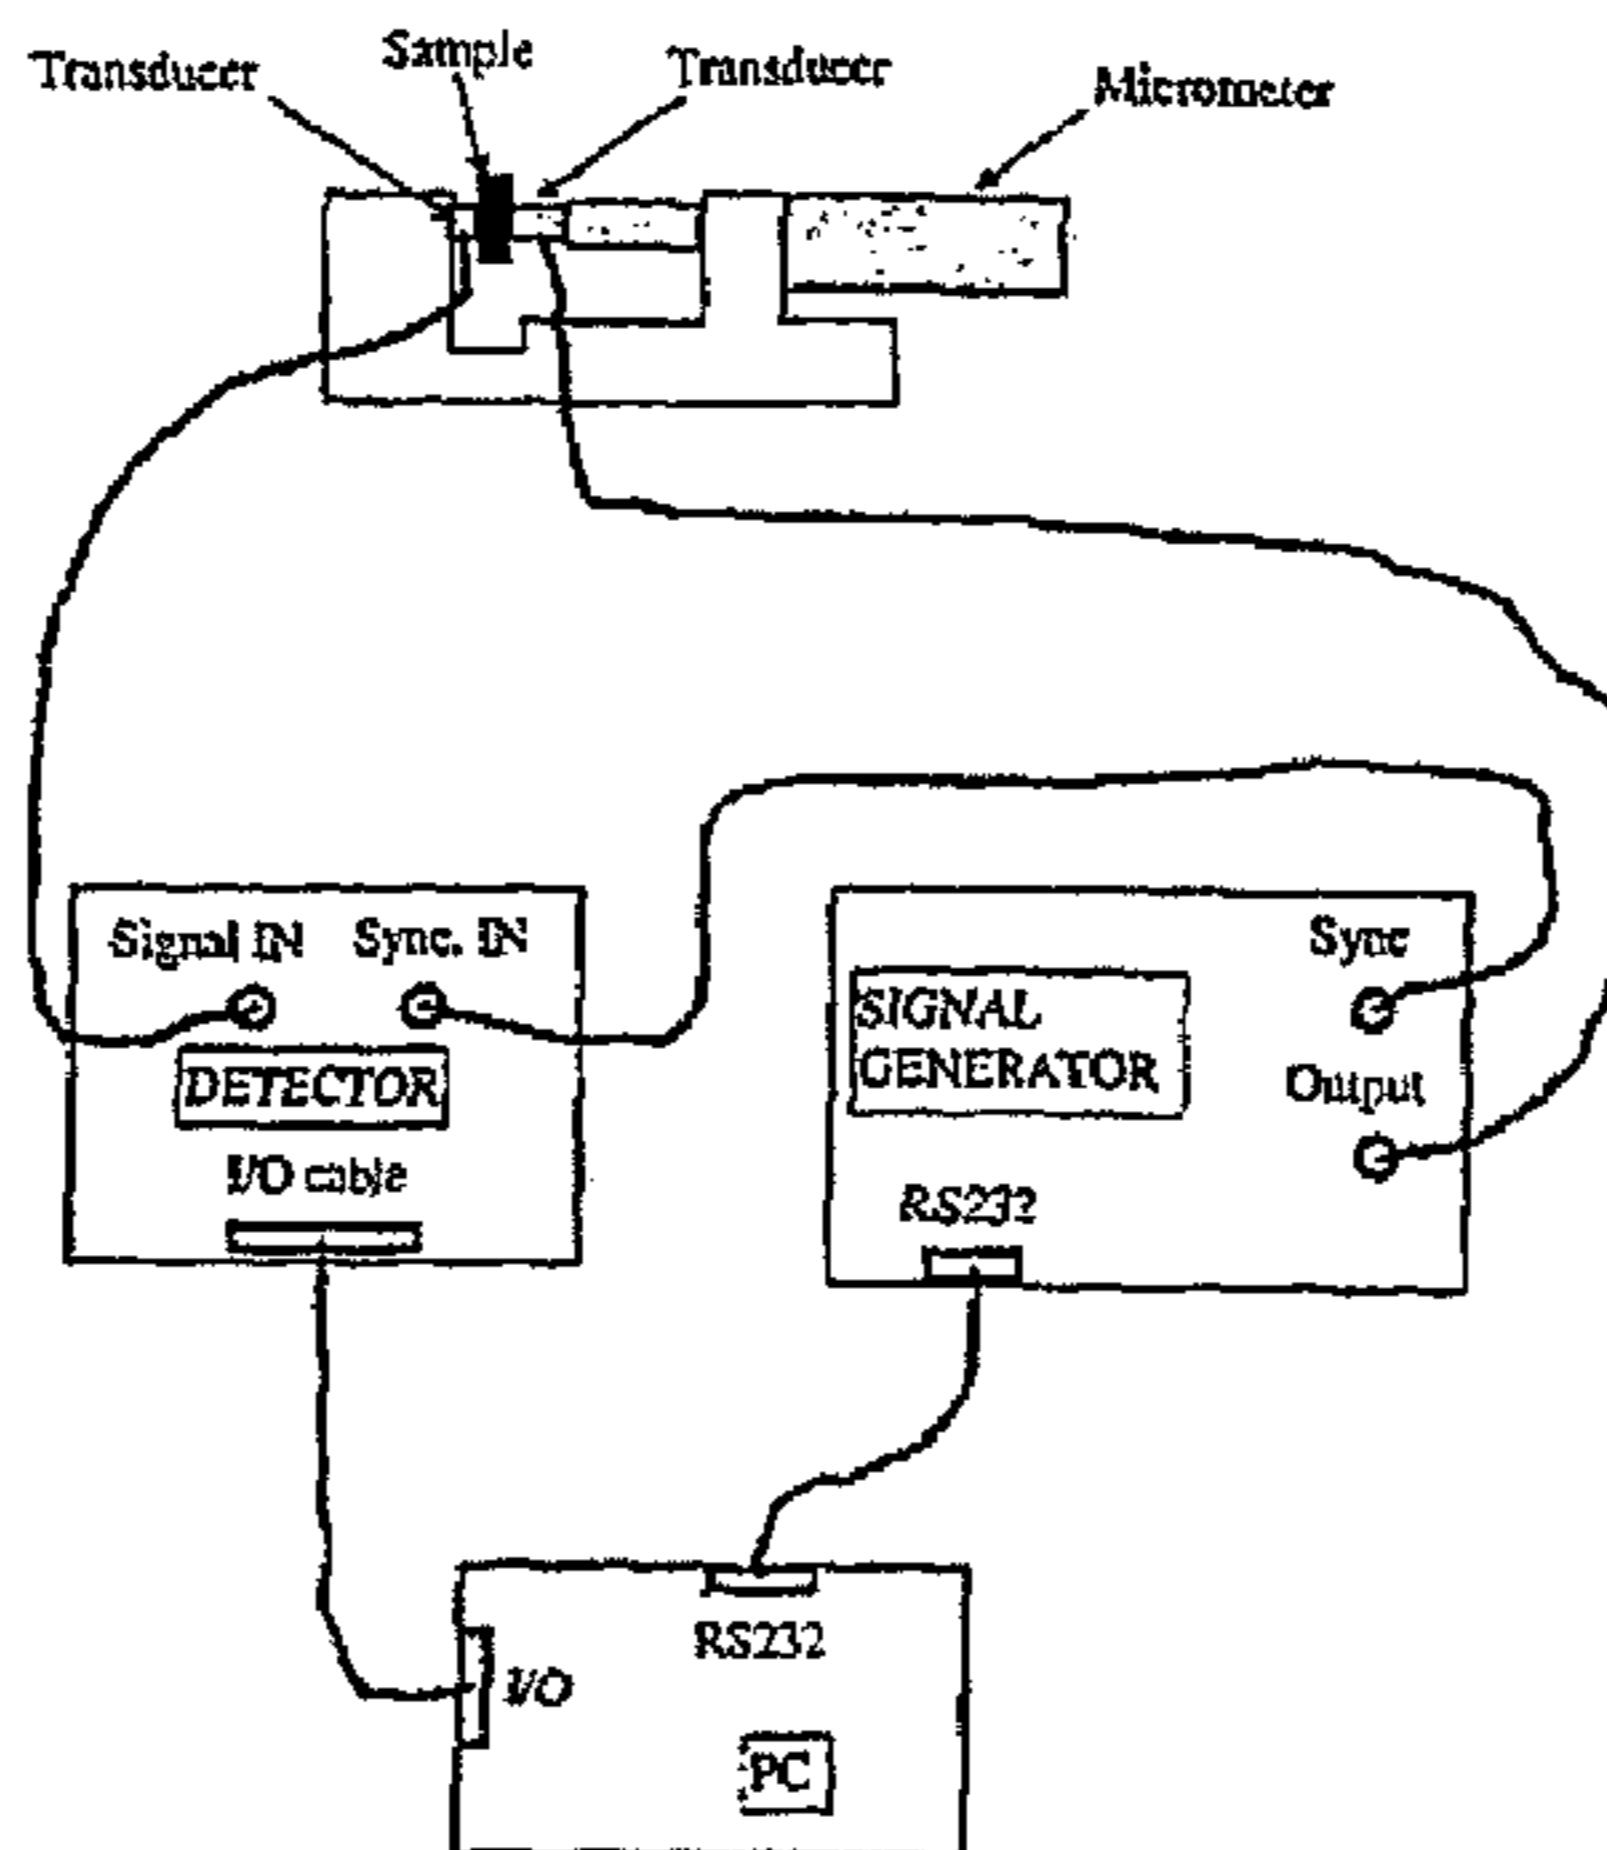 Transducer
Sample
Transducer
Micrometer
Signal IN
Sync. IN
DETECTOR
I/O cable
Sync
SIGNAL
GENERATOR
Output
RS232
RS232
I/O
PC